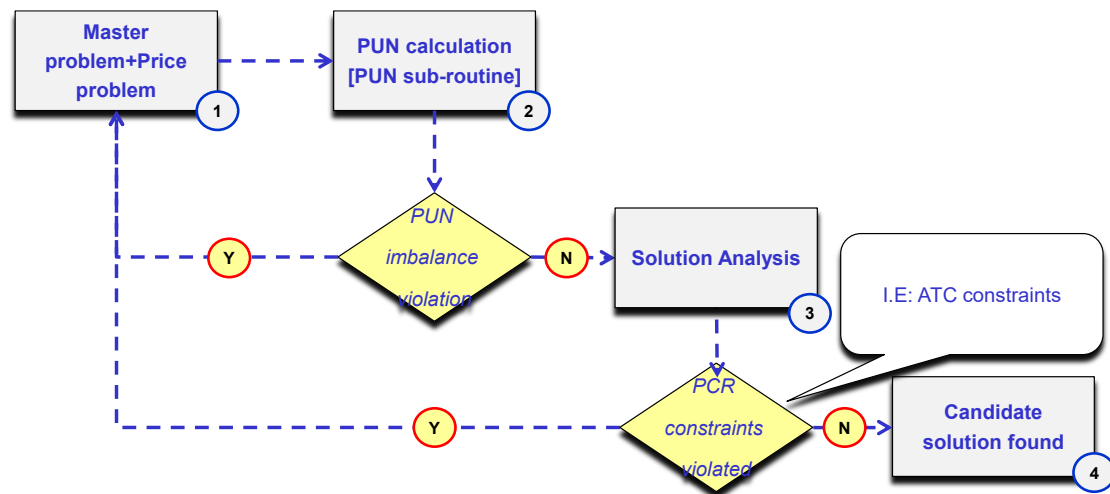 Master
problem+Price
problem
1
PUN calculation
[PUN sub-routine]
2
PUN
imbalance
violation
Y
N
Solution Analysis
3
I.E: ATC constraints
PCR
constraints
violated
Y
N
Candidate
solution found
4